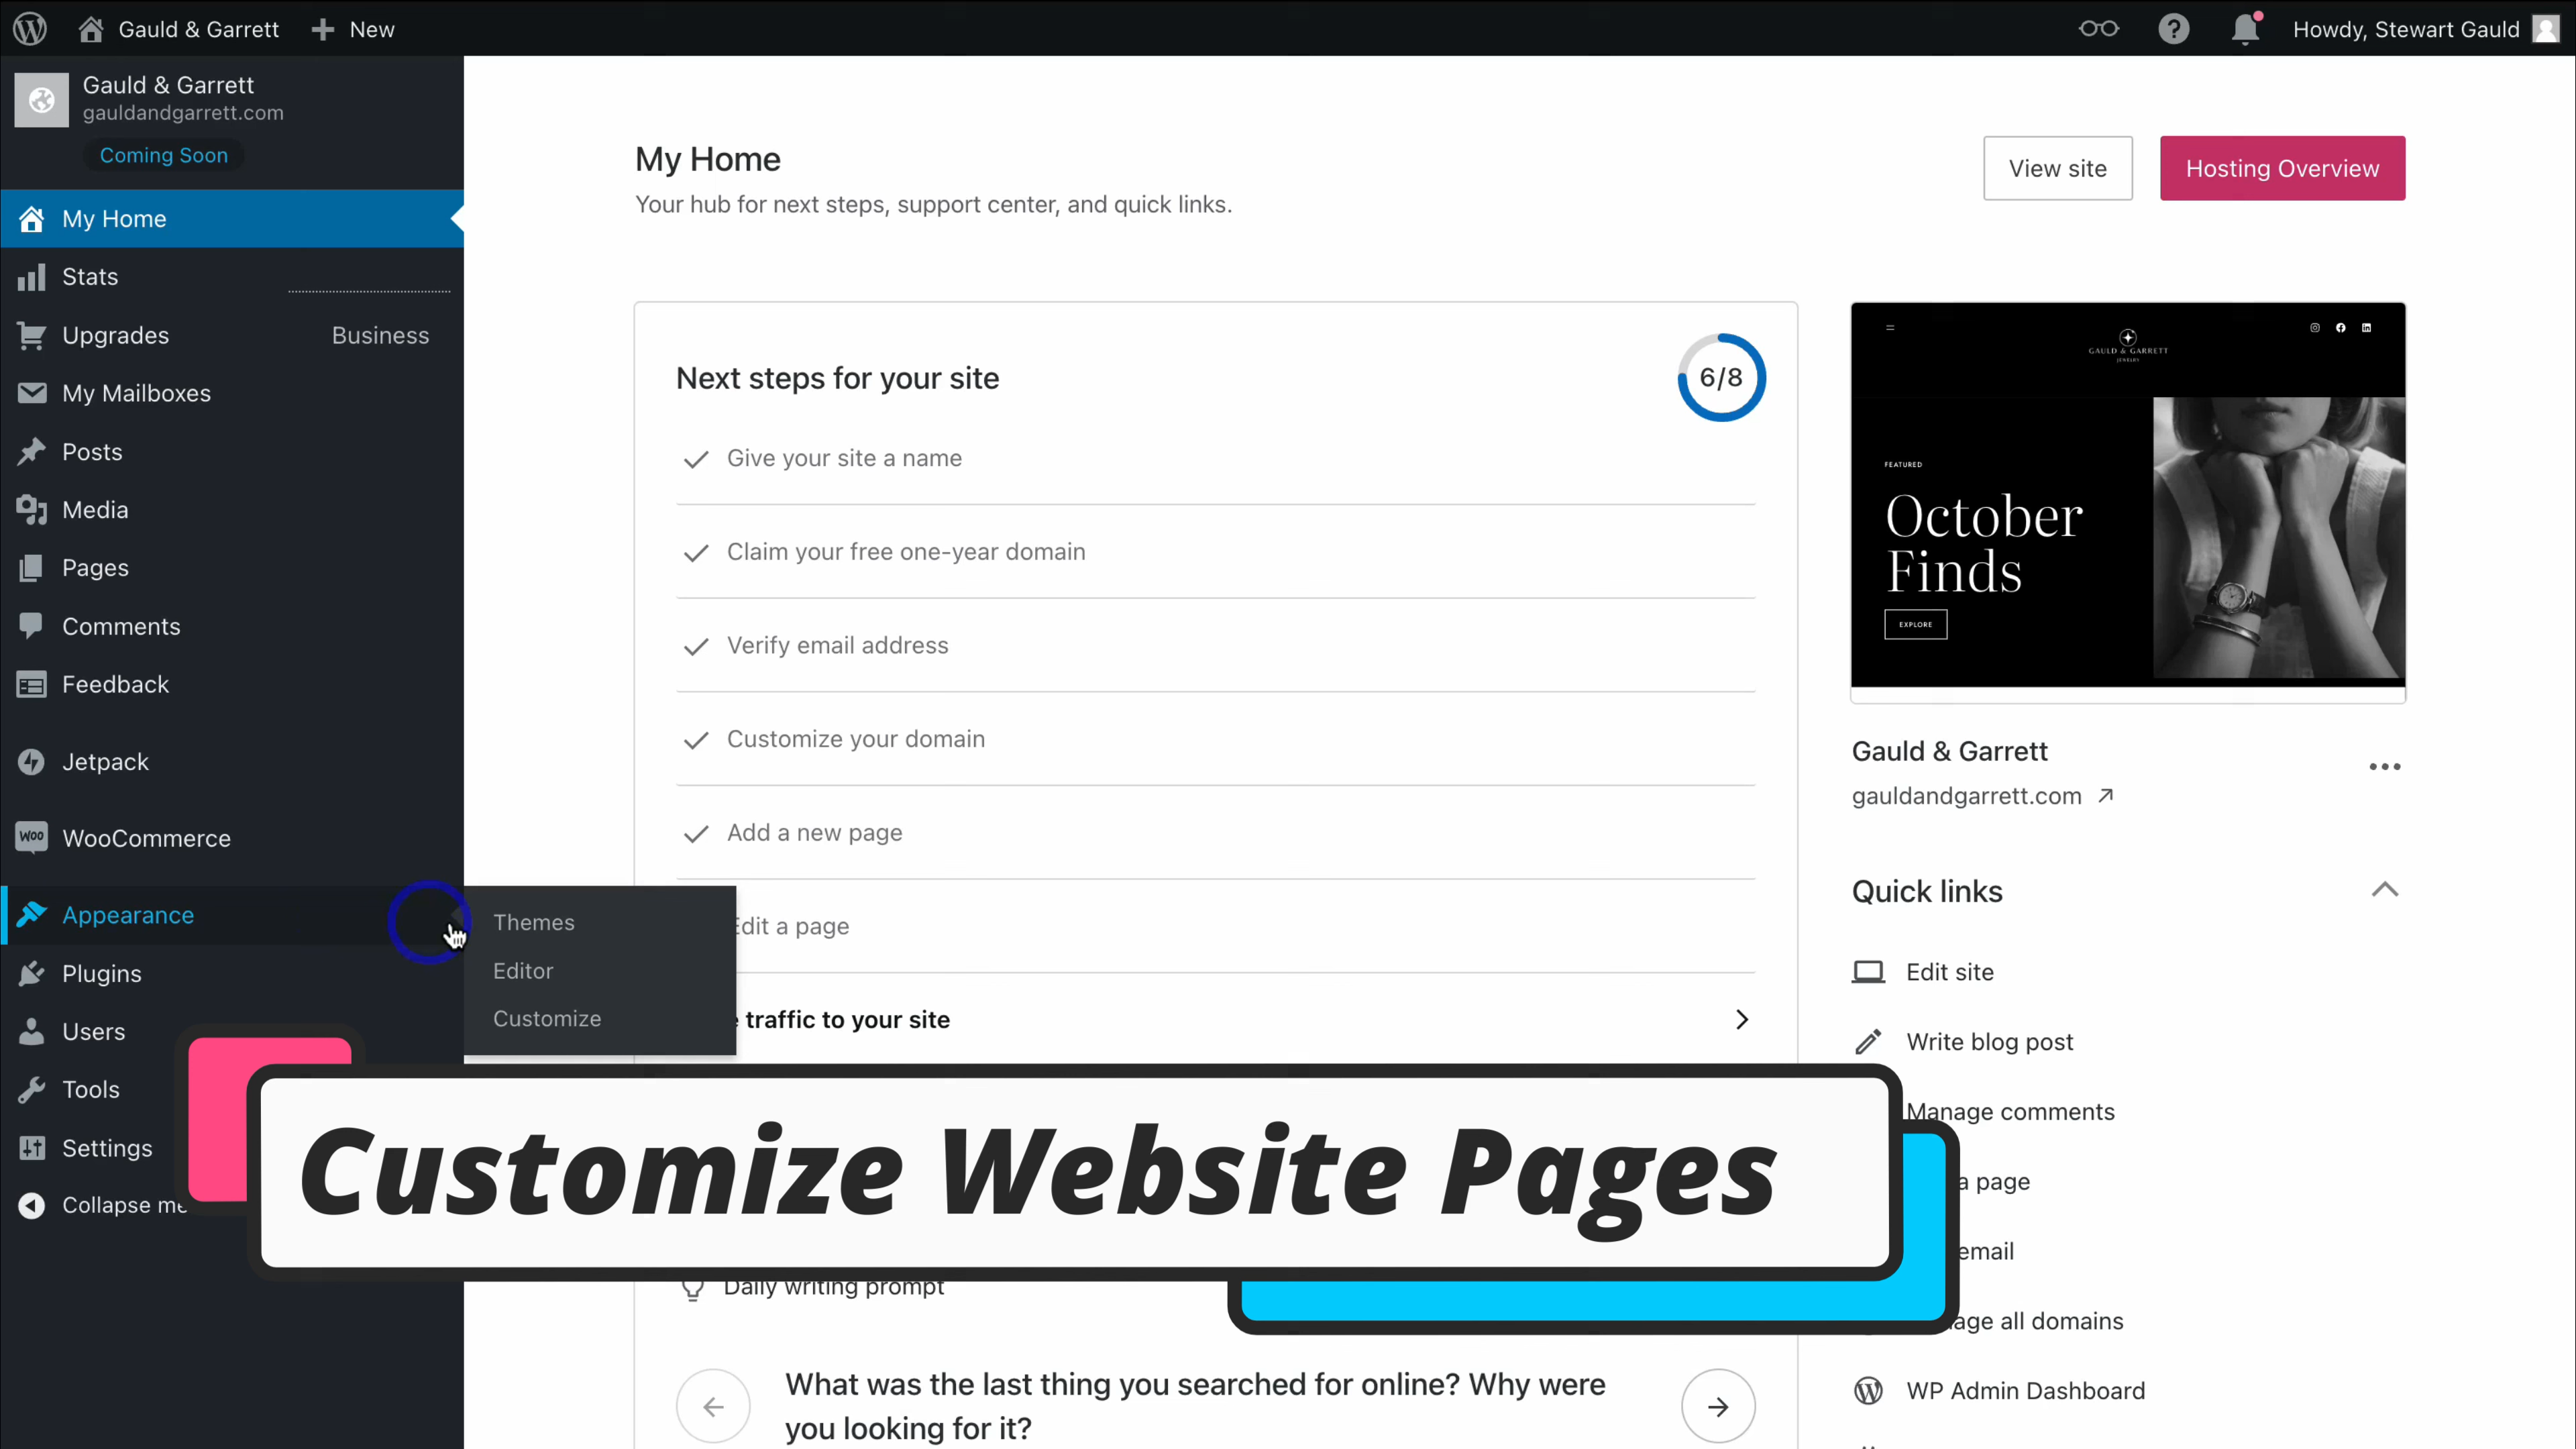 Gauld & Garrett
New
Howdy, Stewart Gauld
Gauld & Garrett
gauldandgarrett.com
Coming Soon
My Home
Stats
Upgrades
Business
My Mailboxes
Posts
Media
Pages
Comments
Feedback
Jetpack
WOO
WooCommerce
Appearance
Plugins
Users
Tools
Settings
Collapse me
Themes
Editor
Customize
My Home
Your hub for next steps, support center, and quick links.
View site
Hosting Overview
Next steps for your site
6/8
Give your site a name
Claim your free one-year domain
Verify email address
Customize your domain
Add a new page
Edit a page
traffic to your site
Customize Website Pages
Daily writing prompt
What was the last thing you searched for online? Why were
you looking for it?
GAULD & GARRETT
JEWELRY
FEATURED
October
Finds
EXPLORE
Gauld & Garrett
gauldandgarrett.com
Quick links
Edit site
Write blog post
Manage comments
a page
email
age all domains
WP Admin Dashboard